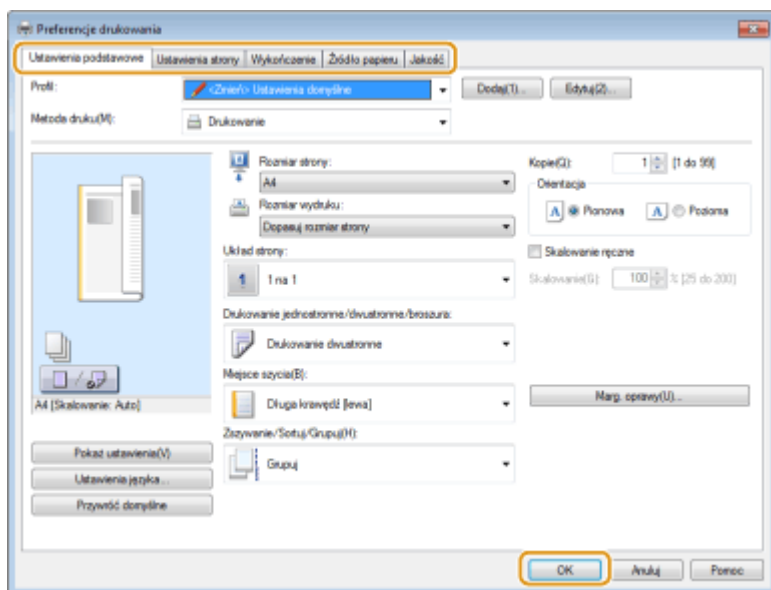 Preferencje drukowania
Ustawienia podstawowe Ustawienia strony Wykończenie Źródło papieru Jakość
Profil: <Zmień> Ustawienia domyślne Dodaj(1)... Edytuj(2)...
Metoda druku(M): Drukowanie
Rozmiar strony:
A4
Rozmiar wydruku:
Dopasuj rozmiar strony
Układ strony:
1 1 na 1
Drukowanie jednostronne/dwustronne/broszura:
Drukowanie dwustronne
Miejsce szycia(B):
Długa krawędź [lewa]
Zszywanie/Sortuj/Grupuj(H):
Grupuj
Kopie(Q): 1 [1 do 99]
Orientacja
A Pionowa A Pozioma
Skalowanie ręczne
Skalowanie(G): 100 % [25 do 200]
Marg. oprawy(U)...
A4 [Skalowanie: Auto]
Pokaż ustawienia(V)
Ustawienia języka...
Przywróć domyślne
OK Anuluj Pomoc